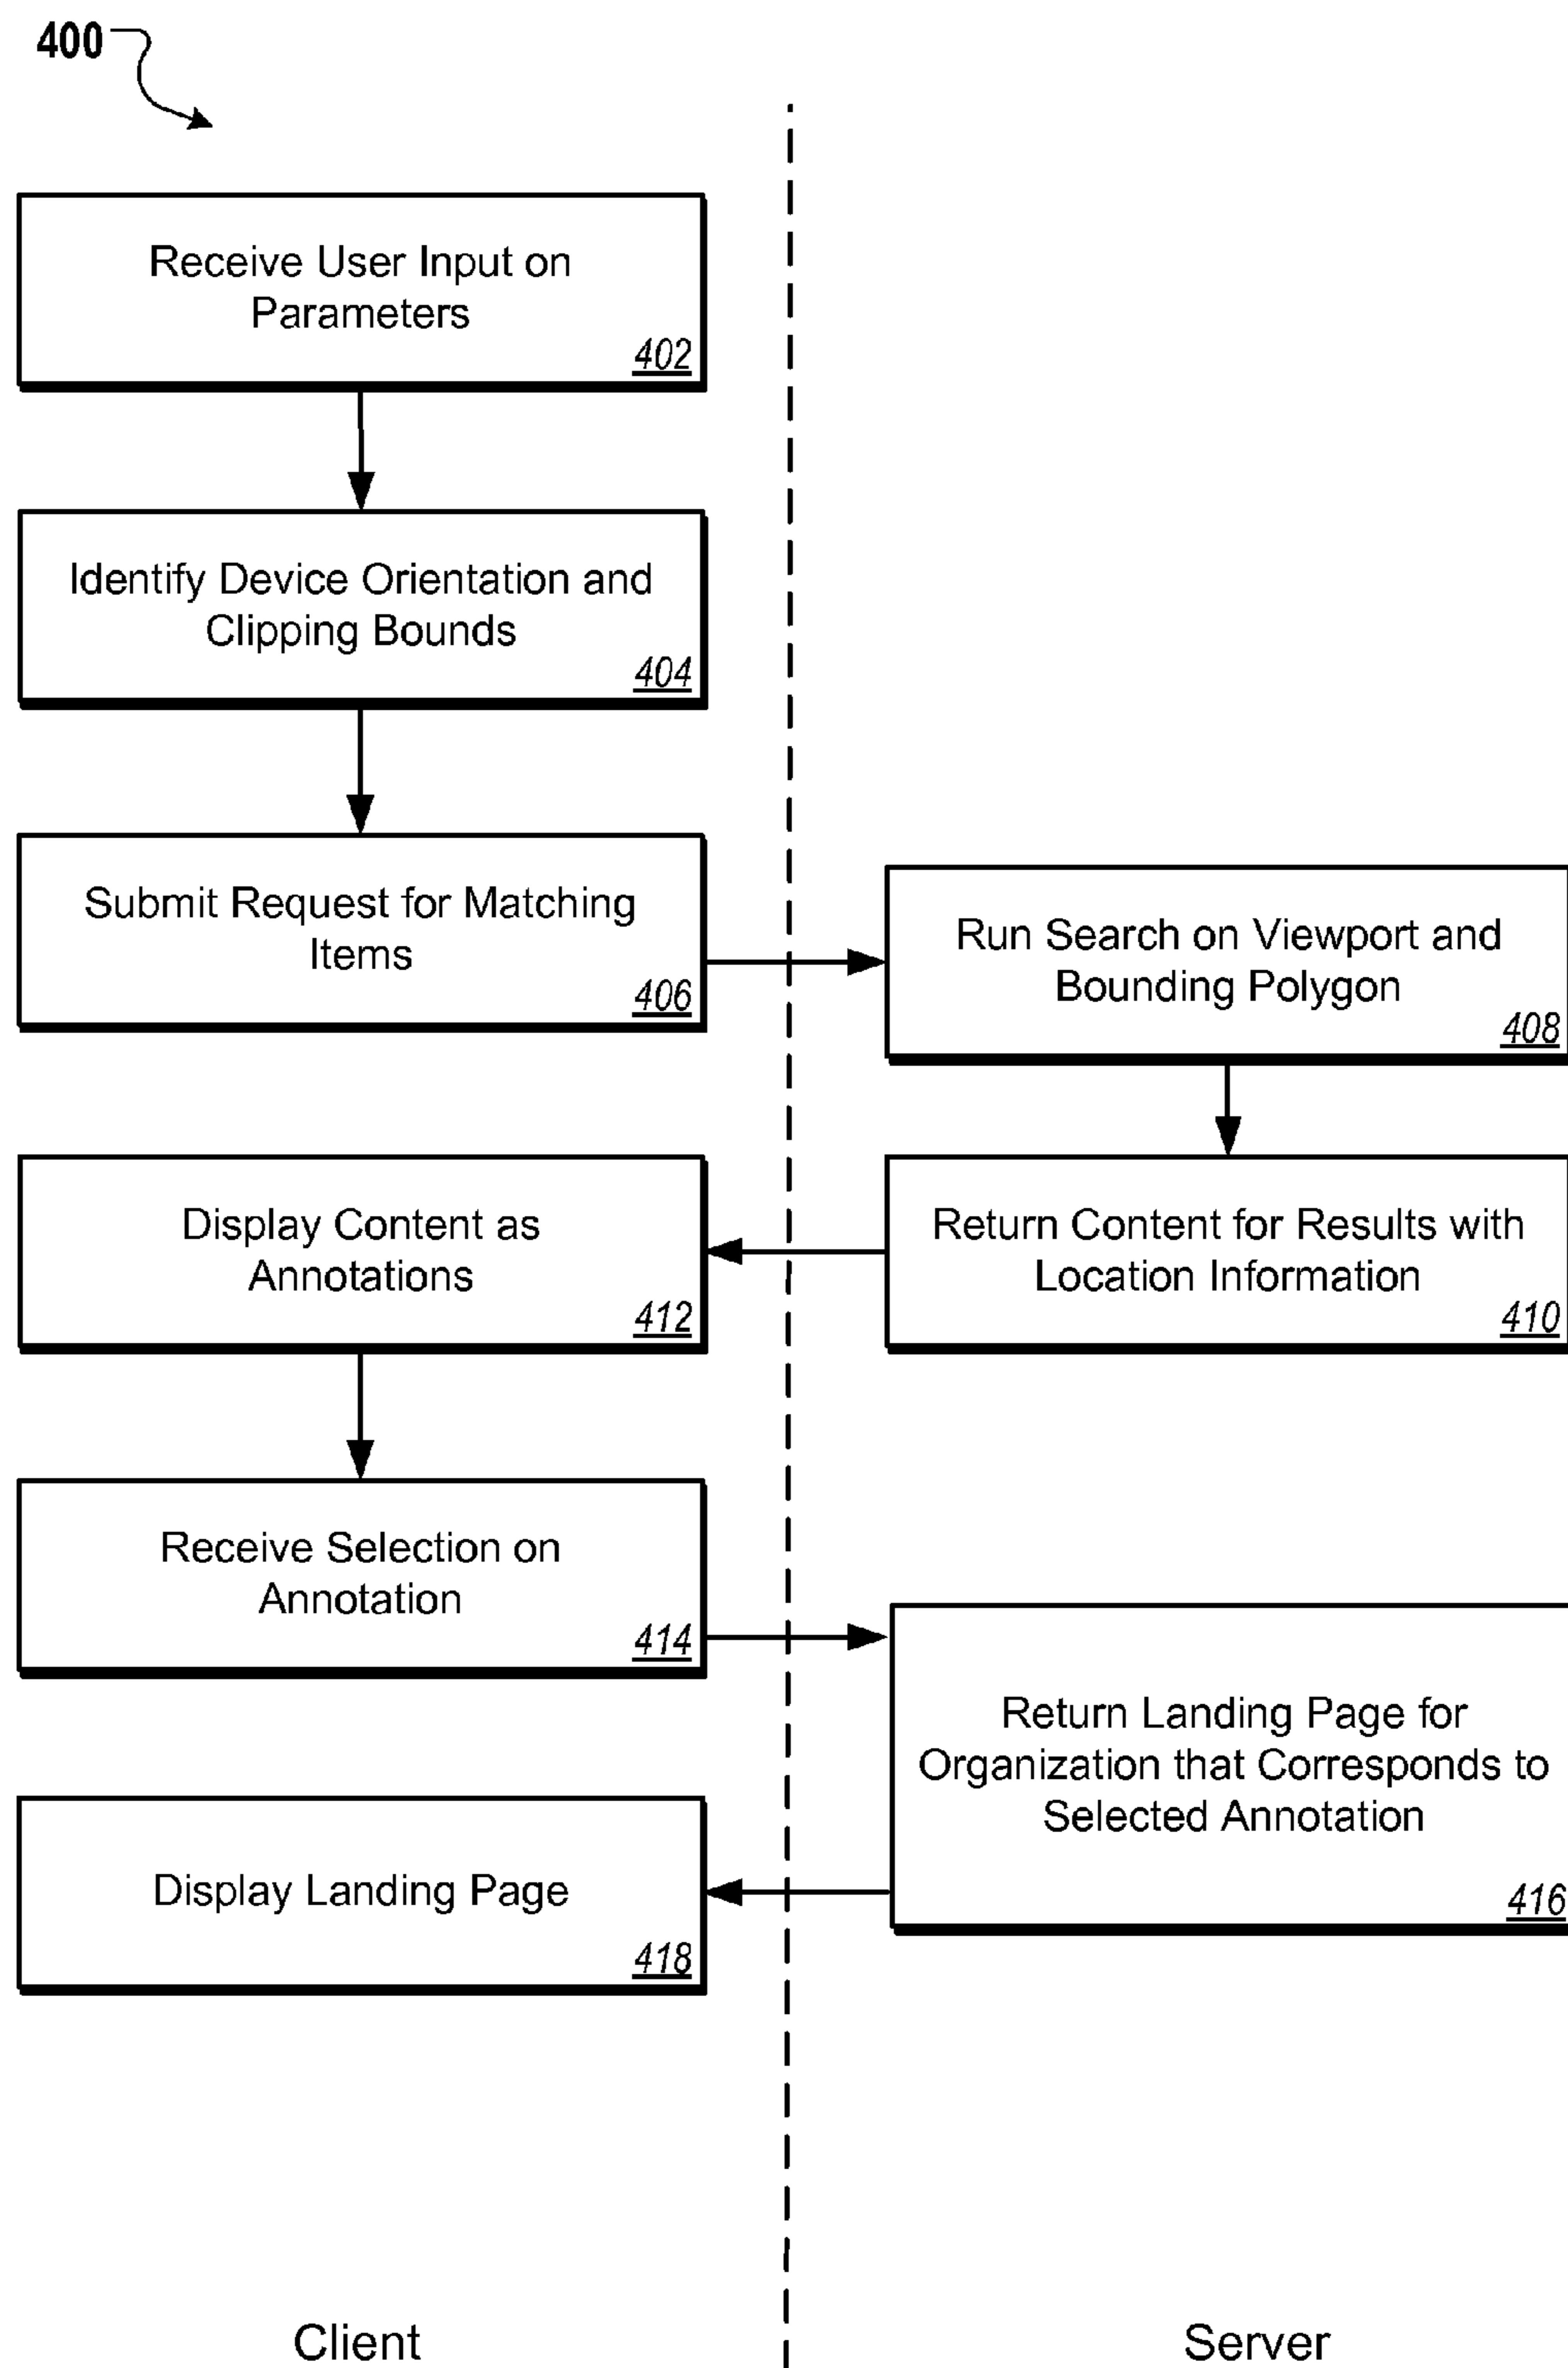 400
Receive User Input on
Parameters
402
Identify Device Orientation and
Clipping Bounds
404
Submit Request for Matching
Items
406
Run Search on Viewport and
Bounding Polygon
408
Return Content for Results with
Location Information
410
Display Content as
Annotations
412
Receive Selection on
Annotation
414
Return Landing Page for
Organization that Corresponds to
Selected Annotation
416
Display Landing Page
418
Client
Server